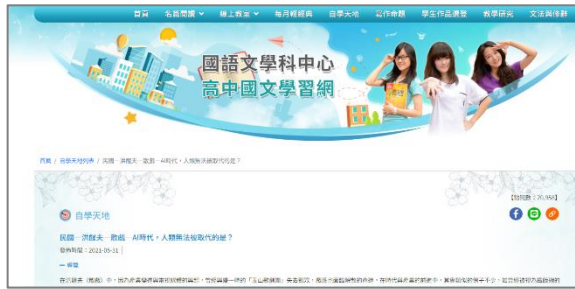 首頁 名篇閱讀 線上教室 每月輕經典 自學天地 寫作命題 學生作品選登 教學研究 文法與修辭
國語文學科中心
高中國文學習網
首頁 / 自學天地列表 / 民國—洪醒夫—散戲—AI時代,人類無法被取代的是?
【點閱數:20,958】
自學天地
民國—洪醒夫—散戲—AI時代,人類無法被取代的是?
發佈時間:2021-05-31